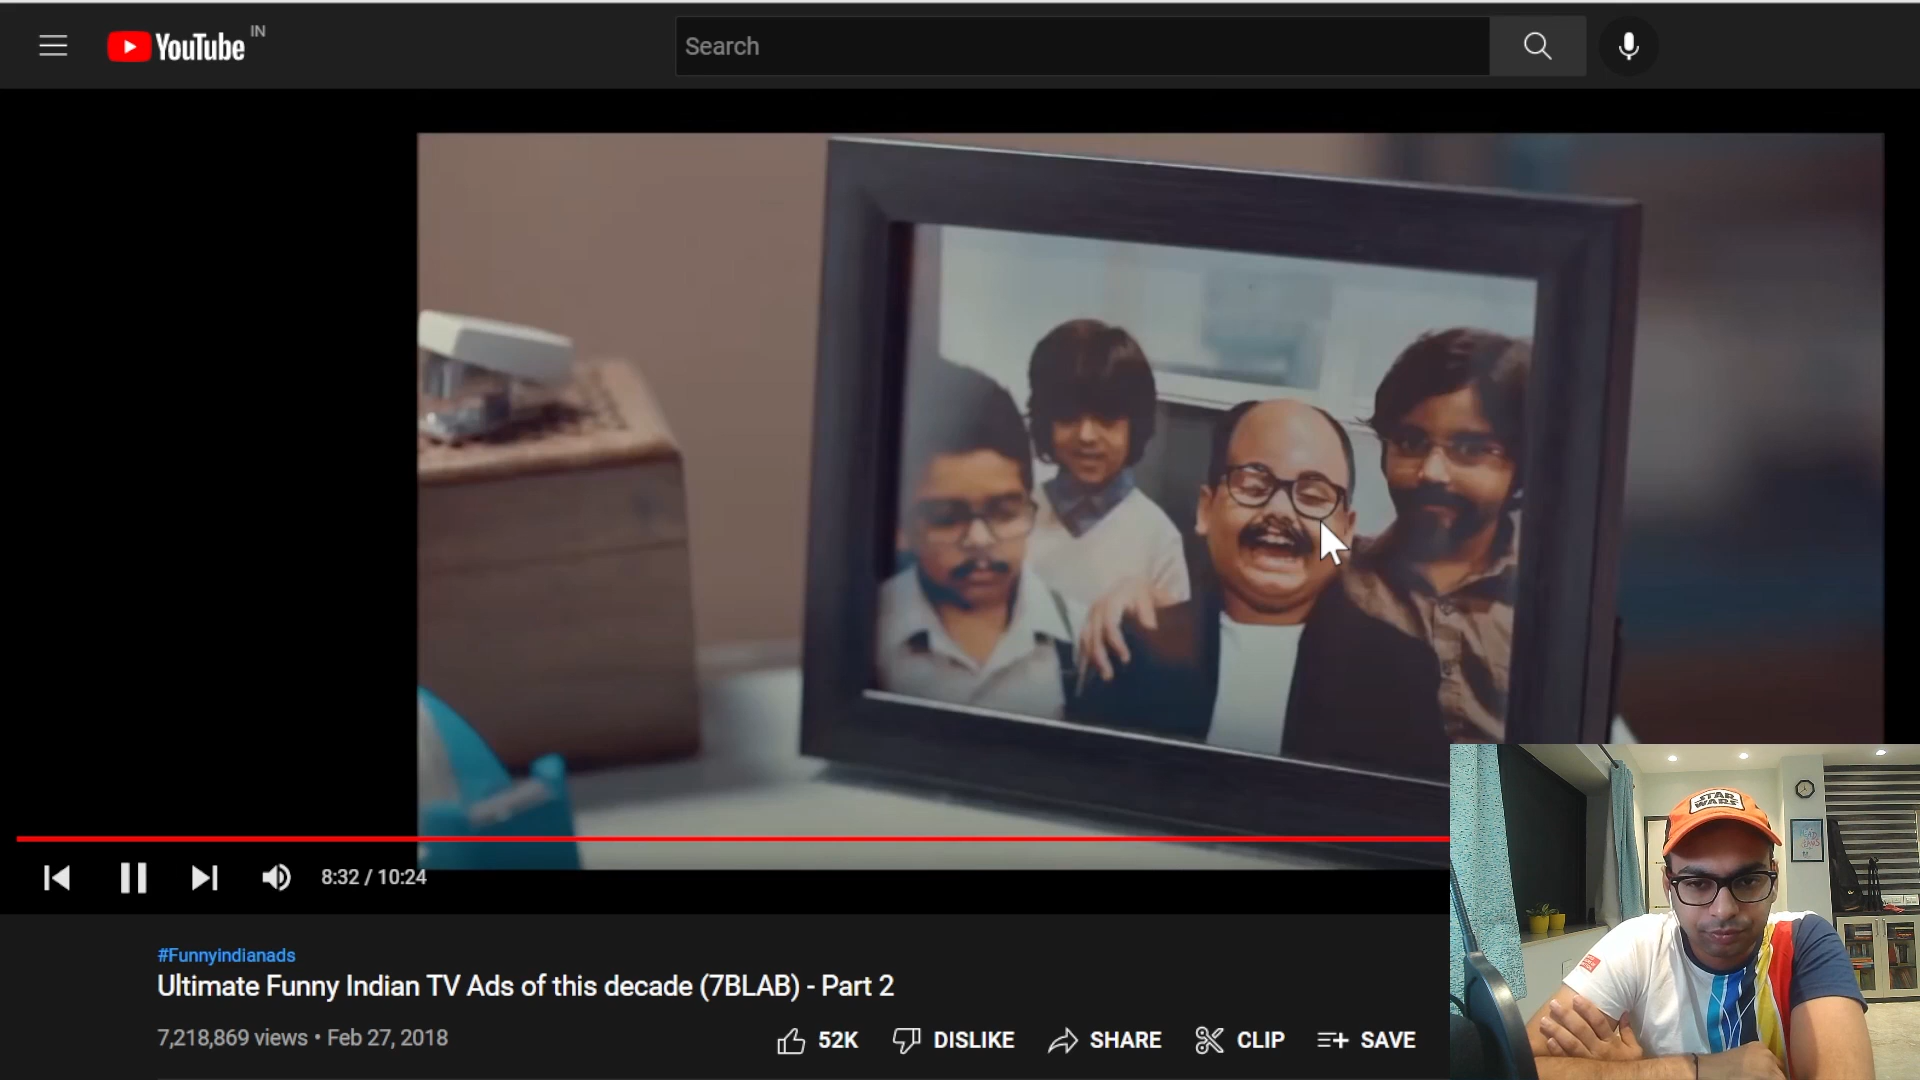 YouTube IN
Search
8:32 / 10:24
#Funnyindianads
Ultimate Funny Indian TV Ads of this decade (7BLAB) - Part 2
7,218,869 views • Feb 27, 2018
52K
DISLIKE
SHARE
CLIP
SAVE
STAR
WARS